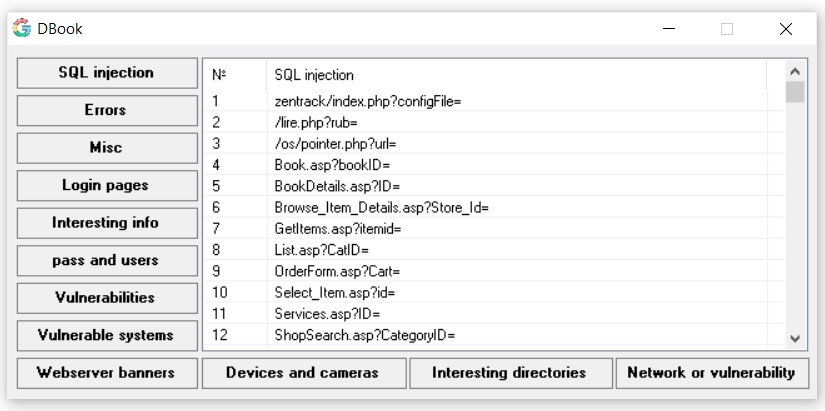 DBook
SQL injection
Errors
Misc
Login pages
Interesting info
pass and users
Vulnerabilities
Vulnerable systems
Webserver banners
№ SQL injection
1 zentrack/index.php?configFile=
2 /lire.php?rub=
3 /os/pointer.php?url=
4 Book.asp?bookID=
5 BookDetails.asp?ID=
6 Browse_Item_Details.asp?Store_Id=
7 GetItems.asp?itemid=
8 List.asp?CatID=
9 OrderForm.asp?Cart=
10 Select_Item.asp?id=
11 Services.asp?ID=
12 ShopSearch.asp?CategoryID=
Devices and cameras
Interesting directories
Network or vulnerability